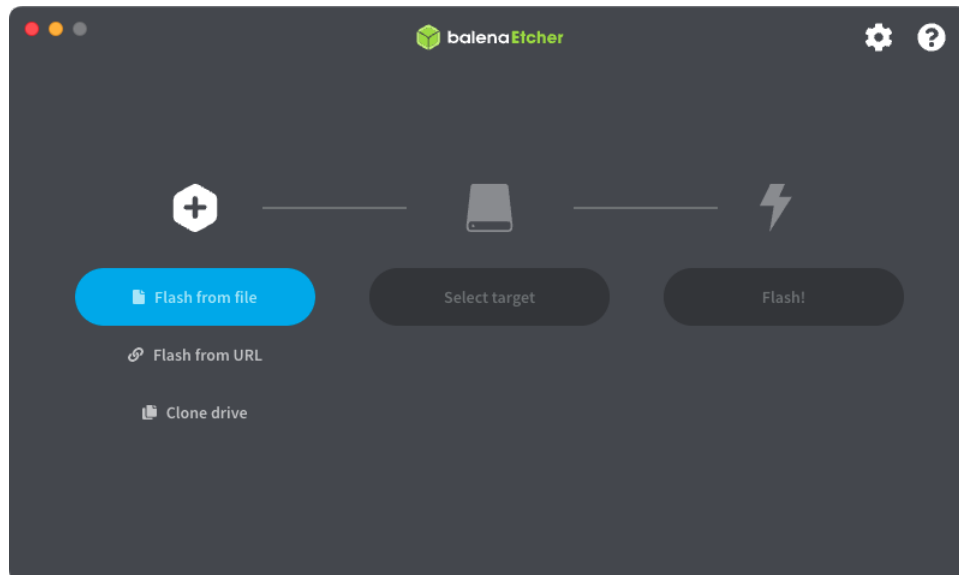 balenaEtcher
Flash from file
Select target
Flash!
Flash from URL
Clone drive